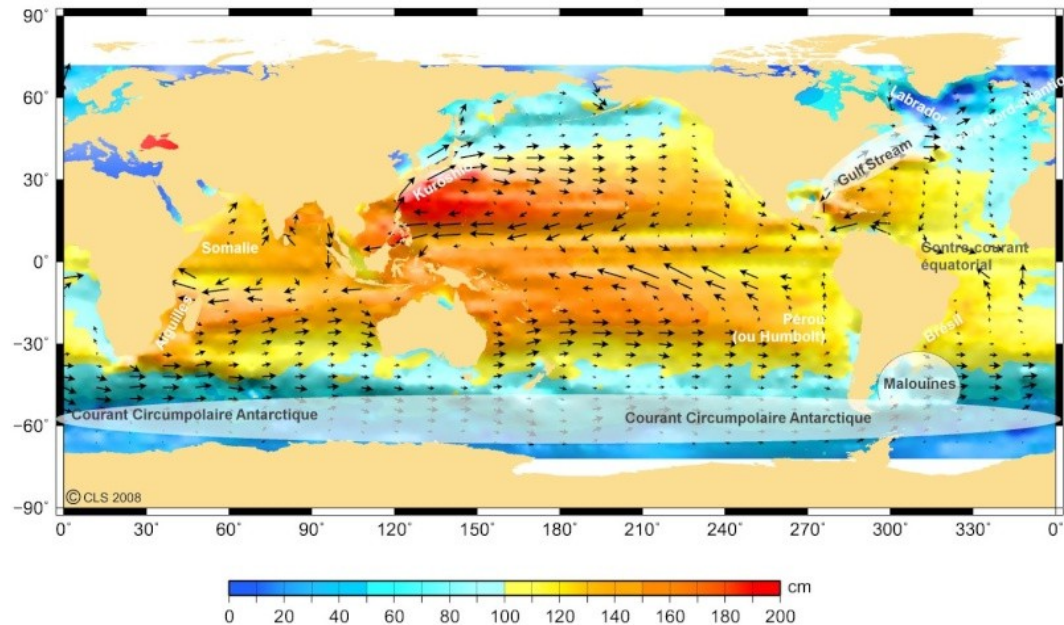 90°
60°
30°
0°
−30°
−60°
−90°
Labrador
Nord-atlantique
Gulf Stream
Kuroshio
Somalie
Contre-courant
équatorial
Aiguilles
Pérou
(ou Humbolt)
Brésil
Malouines
Courant Circumpolaire Antarctique
Courant Circumpolaire Antarctique
© CLS 2008
0° 30° 60° 90° 120° 150° 180° 210° 240° 270° 300° 330° 0°
cm
0 20 40 60 80 100 120 140 160 180 200